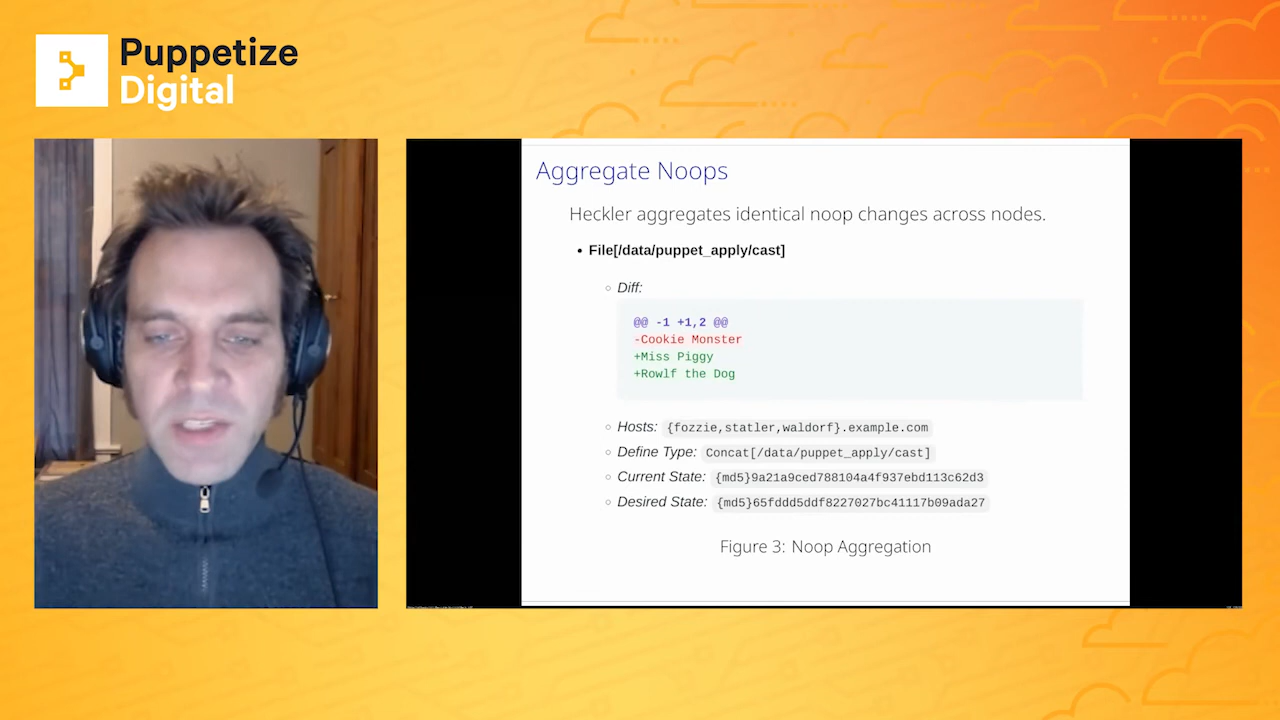 Puppetize
Digital
Aggregate Noops
Heckler aggregates identical noop changes across nodes.
• File[/data/puppet_apply/cast]
◦ Diff:
@@ -1 +1,2 @@
-Cookie Monster
+Miss Piggy
+Rowlf the Dog
◦ Hosts: {fozzie,statler,waldorf}.example.com
◦ Define Type: Concat[/data/puppet_apply/cast]
◦ Current State: {md5}9a21a9ced788104a4f937ebd113c62d3
◦ Desired State: {md5}65fddd5ddf8227027bc41117b09ada27
Figure 3: Noop Aggregation